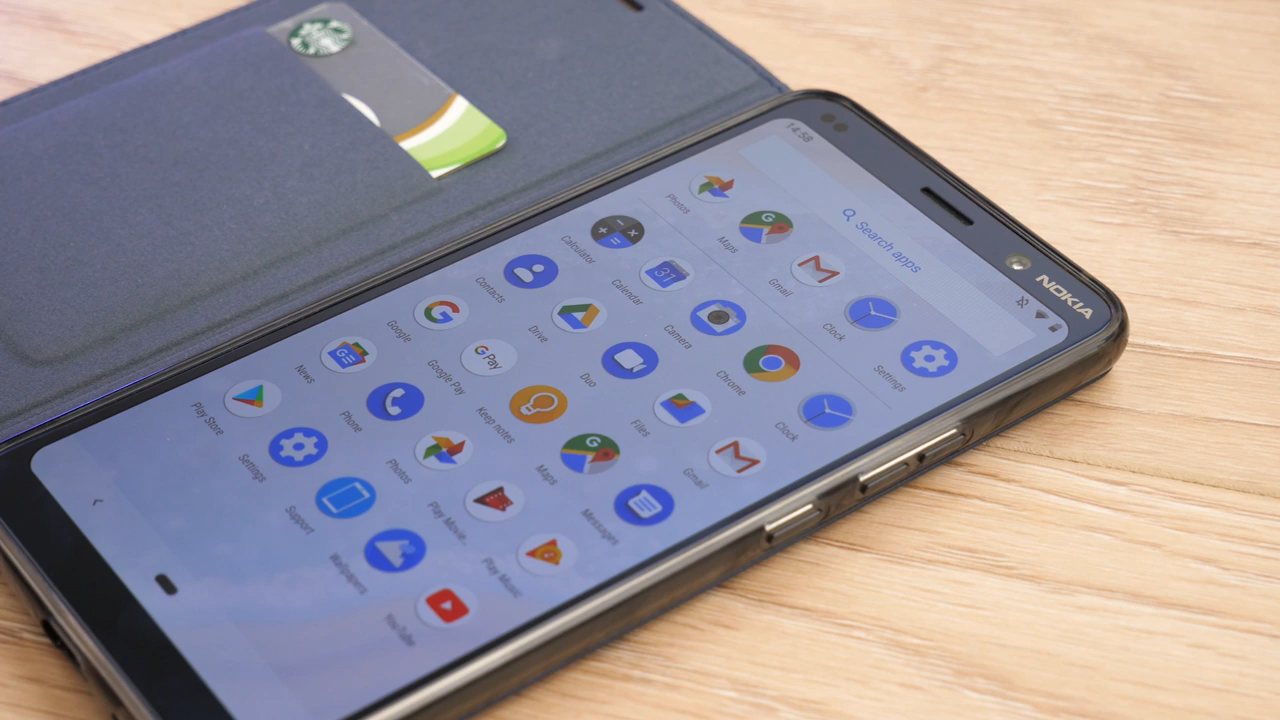 14:58
NOKIA
Search apps
Photos
Maps
Gmail
Clock
Settings
Calculator
Calendar
31
Camera
Chrome
Clock
Contacts
Drive
Duo
Files
Gmail
Google
G Pay
Google Pay
Keep notes
Maps
Messages
News
Phone
Photos
Play Movie...
Play Music
Play Store
Settings
Support
Wallpapers
YouTube